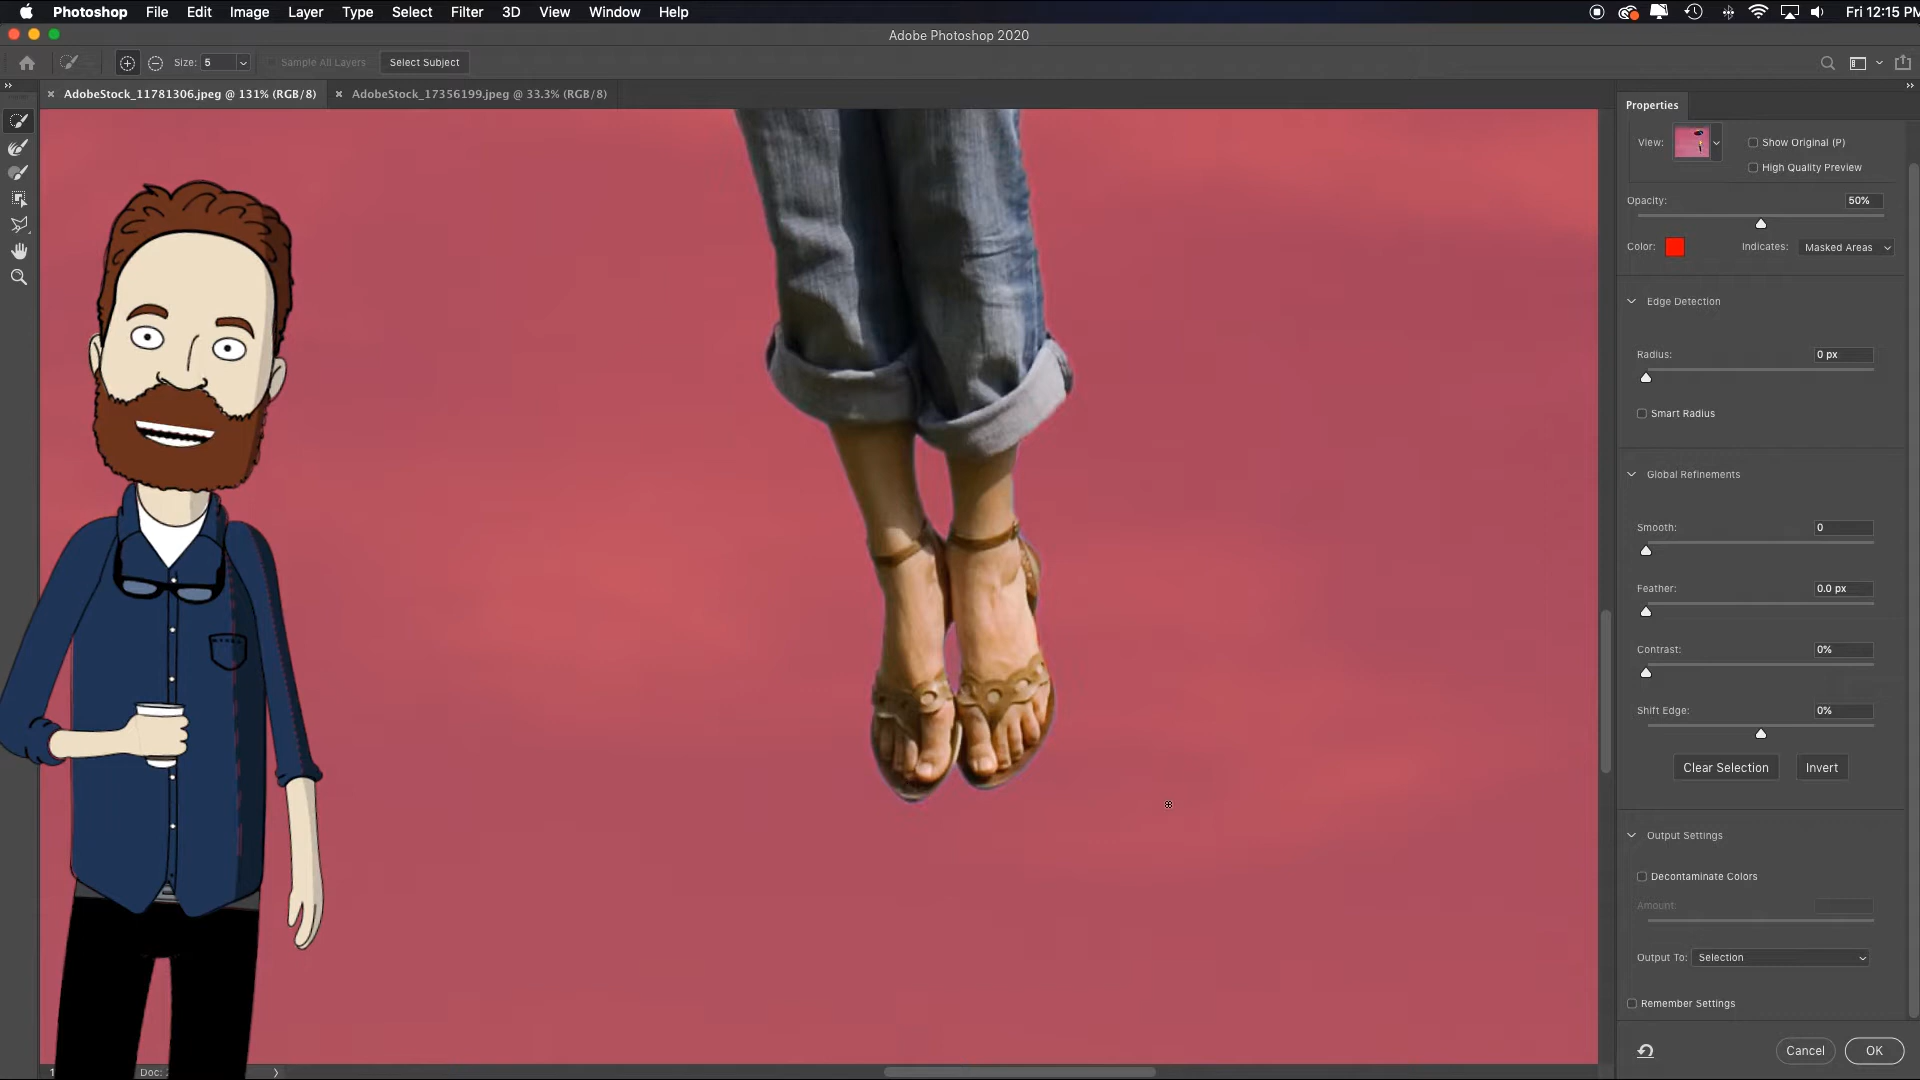 Photoshop File Edit Image Layer Type Select Filter 3D View Window Help Fri 12:15 PM
Adobe Photoshop 2020
Size: 5 Sample All Layers Select Subject
AdobeStock_11781306.jpeg @ 131% (RGB/8) AdobeStock_17356199.jpeg @ 33.3% (RGB/8)
Properties
View: Show Original (P)
High Quality Preview
Opacity: 50%
Color: Indicates: Masked Areas
Edge Detection
Radius: 0 px
Smart Radius
Global Refinements
Smooth: 0
Feather: 0.0 px
Contrast: 0%
Shift Edge: 0%
Clear Selection Invert
Output Settings
Decontaminate Colors
Amount:
Output To: Selection
Remember Settings
Cancel OK
Doc: